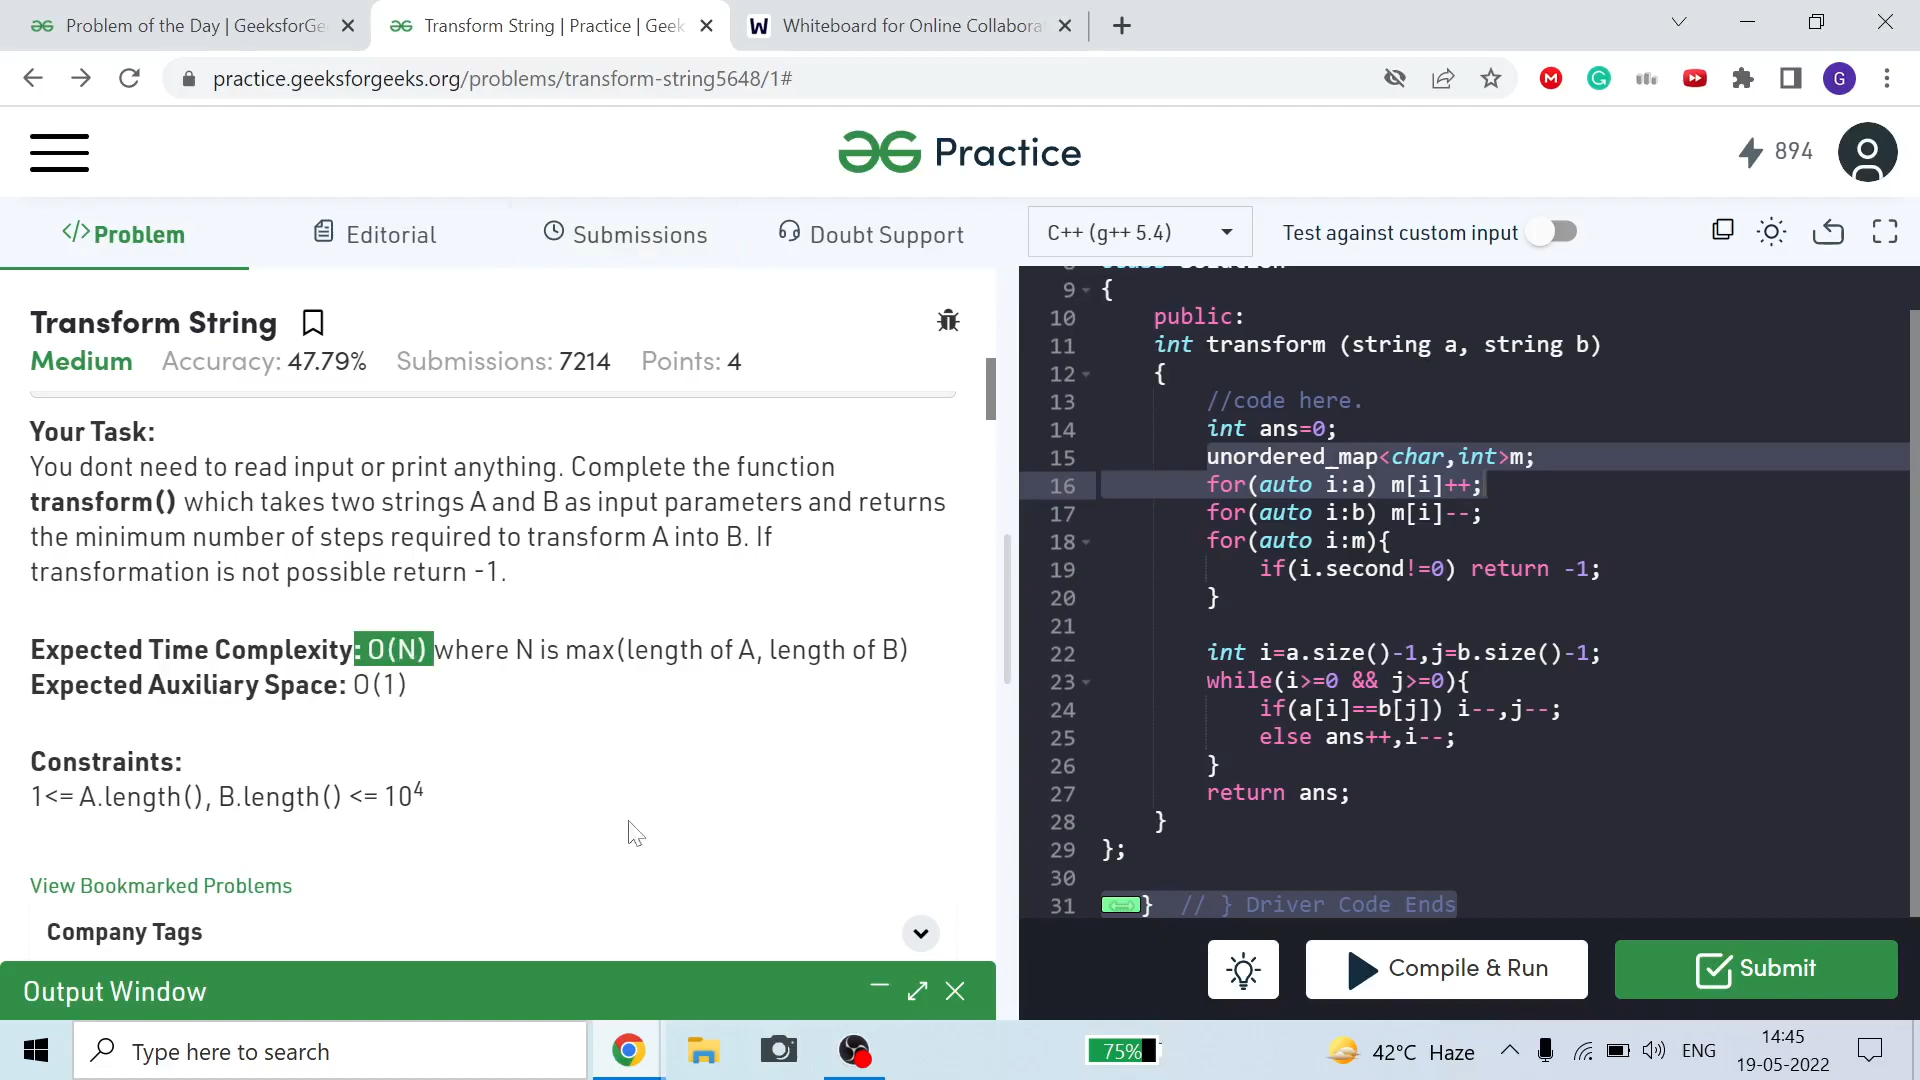 Problem of the Day | GeeksforGe
Transform String | Practice | Geek
W Whiteboard for Online Collabora
practice.geeksforgeeks.org/problems/transform-string5648/1#
M
G
G
Practice
894
</>Problem
Editorial
Submissions
Doubt Support
C++ (g++ 5.4)
Test against custom input
Transform String
Medium Accuracy: 47.79% Submissions: 7214 Points: 4
Your Task:
You dont need to read input or print anything. Complete the function
transform() which takes two strings A and B as input parameters and returns
the minimum number of steps required to transform A into B. If
transformation is not possible return -1.
Expected Time Complexity: O(N) where N is max(length of A, length of B)
Expected Auxiliary Space: O(1)
Constraints:
1<= A.length(), B.length() <= 10⁴
View Bookmarked Problems
Company Tags
Output Window
9 {
10 public:
11 int transform (string a, string b)
12 {
13 //code here.
14 int ans=0;
15 unordered_map<char,int>m;
16 for(auto i:a) m[i]++;
17 for(auto i:b) m[i]--;
18 for(auto i:m){
19 if(i.second!=0) return -1;
20 }
21
22 int i=a.size()-1,j=b.size()-1;
23 while(i>=0 && j>=0){
24 if(a[i]==b[j]) i--,j--;
25 else ans++,i--;
26 }
27 return ans;
28 }
29 };
30
31 } // } Driver Code Ends
Compile & Run
Submit
Type here to search
75%
42°C Haze
ENG
14:45
19-05-2022